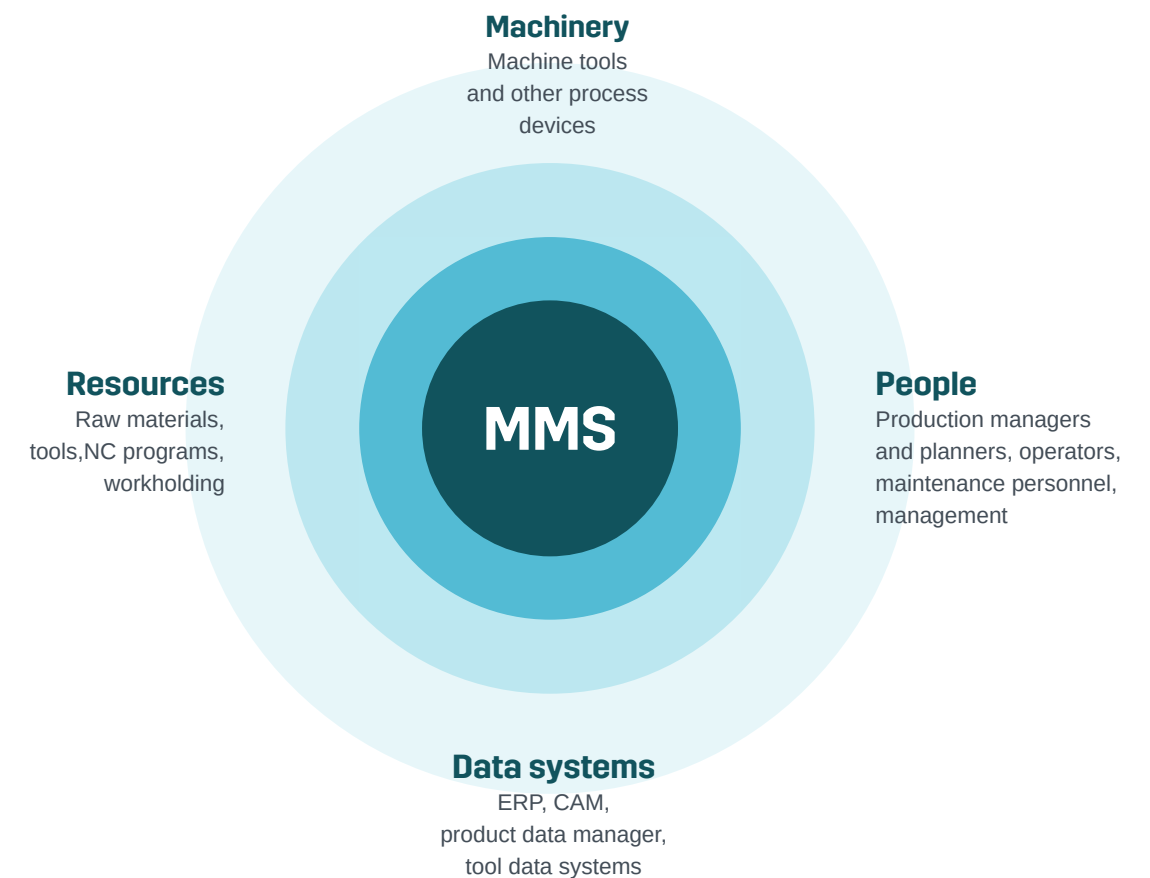 Machinery
Machine tools
and other process
devices
Resources
Raw materials,
tools,NC programs,
workholding
MMS
People
Production managers
and planners, operators,
maintenance personnel,
management
Data systems
ERP, CAM,
product data manager,
tool data systems